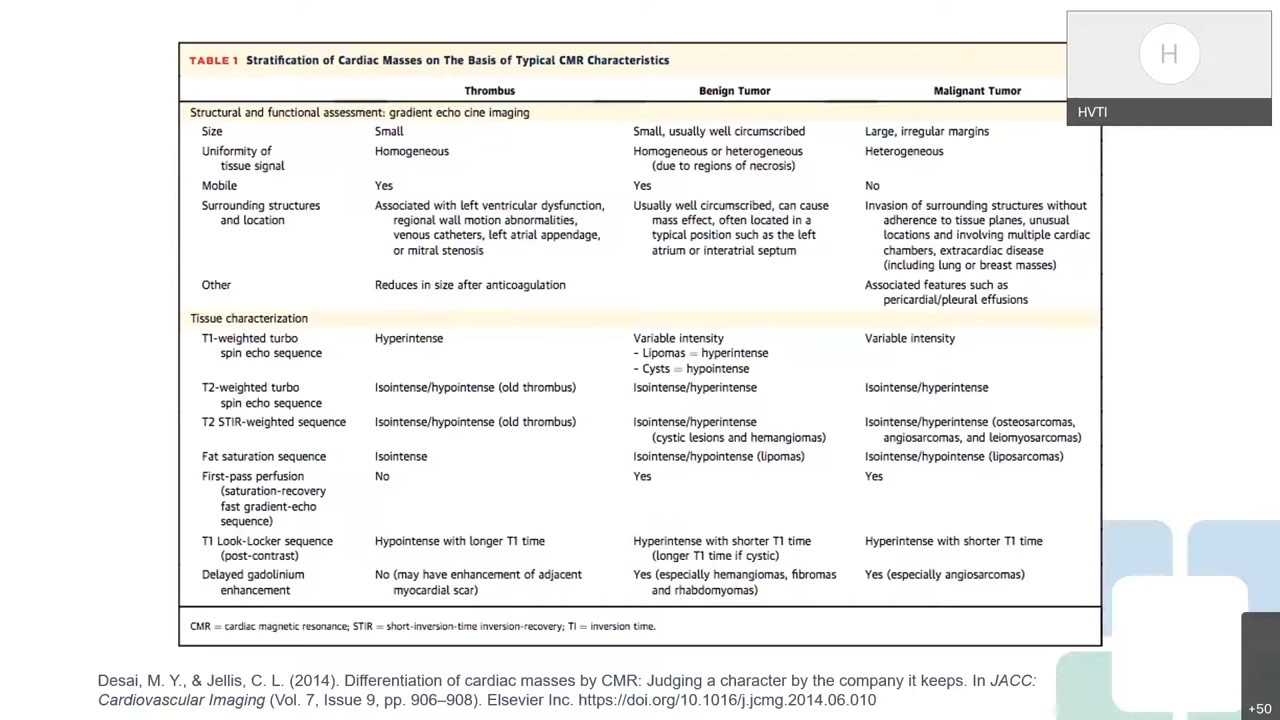 TABLE 1 Stratification of Cardiac Masses on The Basis of Typical CMR Characteristics
Thrombus Benign Tumor Malignant Tumor
Structural and functional assessment: gradient echo cine imaging
Size Small Small, usually well circumscribed Large, irregular margins
Uniformity of Homogeneous Homogeneous or heterogeneous Heterogeneous
tissue signal (due to regions of necrosis)
Mobile Yes Yes No
Surrounding structures Associated with left ventricular dysfunction, Usually well circumscribed, can cause Invasion of surrounding structures without
and location regional wall motion abnormalities, mass effect, often located in a adherence to tissue planes, unusual
venous catheters, left atrial appendage, typical position such as the left locations and involving multiple cardiac
or mitral stenosis atrium or interatrial septum chambers, extracardiac disease
(including lung or breast masses)
Other Reduces in size after anticoagulation Associated features such as
pericardial/pleural effusions
Tissue characterization
T1-weighted turbo Hyperintense Variable intensity Variable intensity
spin echo sequence - Lipomas = hyperintense
- Cysts = hypointense
T2-weighted turbo Isointense/hypointense (old thrombus) Isointense/hyperintense Isointense/hyperintense
spin echo sequence
T2 STIR-weighted sequence Isointense/hypointense (old thrombus) Isointense/hyperintense Isointense/hyperintense (osteosarcomas,
(cystic lesions and hemangiomas) angiosarcomas, and leiomyosarcomas)
Fat saturation sequence Isointense Isointense/hypointense (lipomas) Isointense/hypointense (liposarcomas)
First-pass perfusion No Yes Yes
(saturation-recovery
fast gradient-echo
sequence)
T1 Look-Locker sequence Hypointense with longer T1 time Hyperintense with shorter T1 time Hyperintense with shorter T1 time
(post-contrast) (longer T1 time if cystic)
Delayed gadolinium No (may have enhancement of adjacent Yes (especially hemangiomas, fibromas Yes (especially angiosarcomas)
enhancement myocardial scar) and rhabdomyomas)
CMR = cardiac magnetic resonance; STIR = short-inversion-time inversion-recovery; TI = inversion time.
Desai, M. Y., & Jellis, C. L. (2014). Differentiation of cardiac masses by CMR: Judging a character by the company it keeps. In JACC:
Cardiovascular Imaging (Vol. 7, Issue 9, pp. 906–908). Elsevier Inc. https://doi.org/10.1016/j.jcmg.2014.06.010
H
HVTI
+50